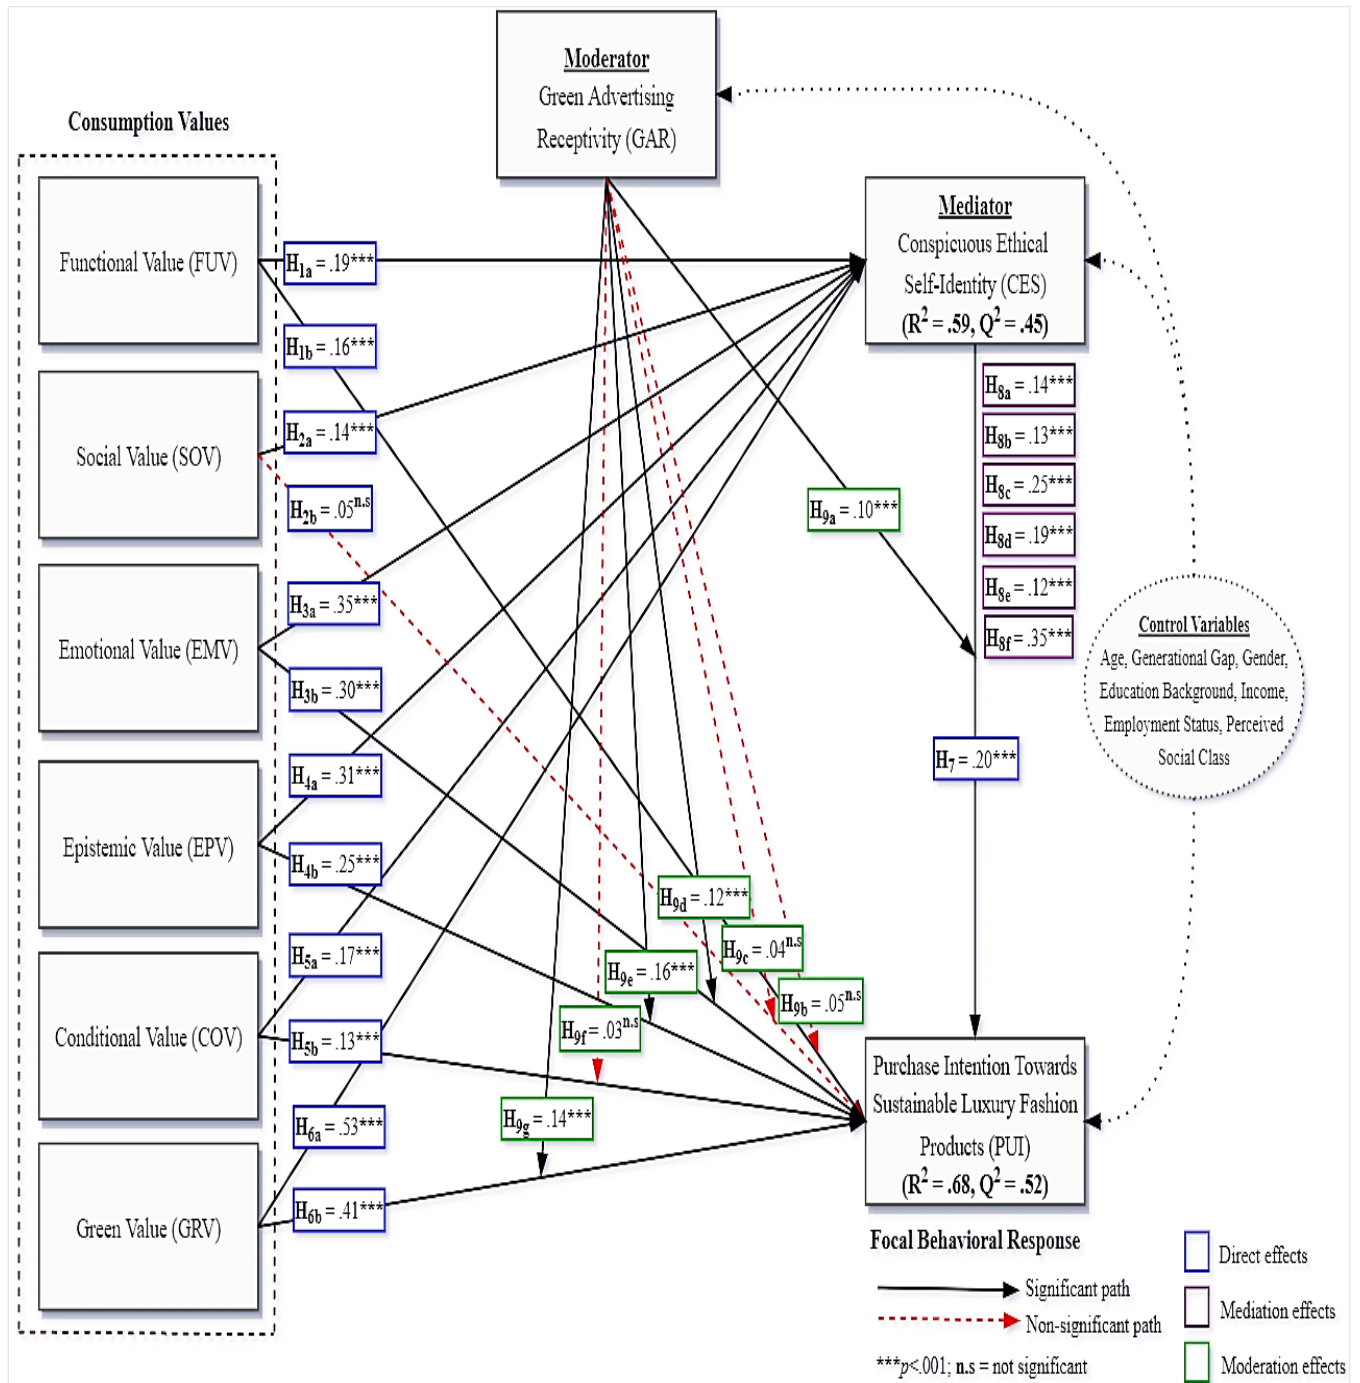 Moderator
Green Advertising
Receptivity (GAR)
Consumption Values
Functional Value (FUV)
Social Value (SOV)
Emotional Value (EMV)
Epistemic Value (EPV)
Conditional Value (COV)
Green Value (GRV)
H1a = .19***
H1b = .16***
H2a = .14***
H2b = .05n.s
H3a = .35***
H3b = .30***
H4a = .31***
H4b = .25***
H5a = .17***
H5b = .13***
H6a = .53***
H6b = .41***
Mediator
Conspicuous Ethical
Self-Identity (CES)
(R2 = .59, Q2 = .45)
H8a = .14***
H8b = .13***
H8c = .25***
H8d = .19***
H8e = .12***
H8f = .35***
H9a = .10***
H7 = .20***
H9d = .12***
H9c = .04n.s
H9e = .16***
H9b = .05n.s
H9f = .03n.s
H9g = .14***
Control Variables
Age, Generational Gap, Gender,
Education Background, Income,
Employment Status, Perceived
Social Class
Purchase Intention Towards
Sustainable Luxury Fashion
Products (PUI)
(R2 = .68, Q2 = .52)
Focal Behavioral Response
Significant path
Non-significant path
***p<.001; n.s = not significant
Direct effects
Mediation effects
Moderation effects